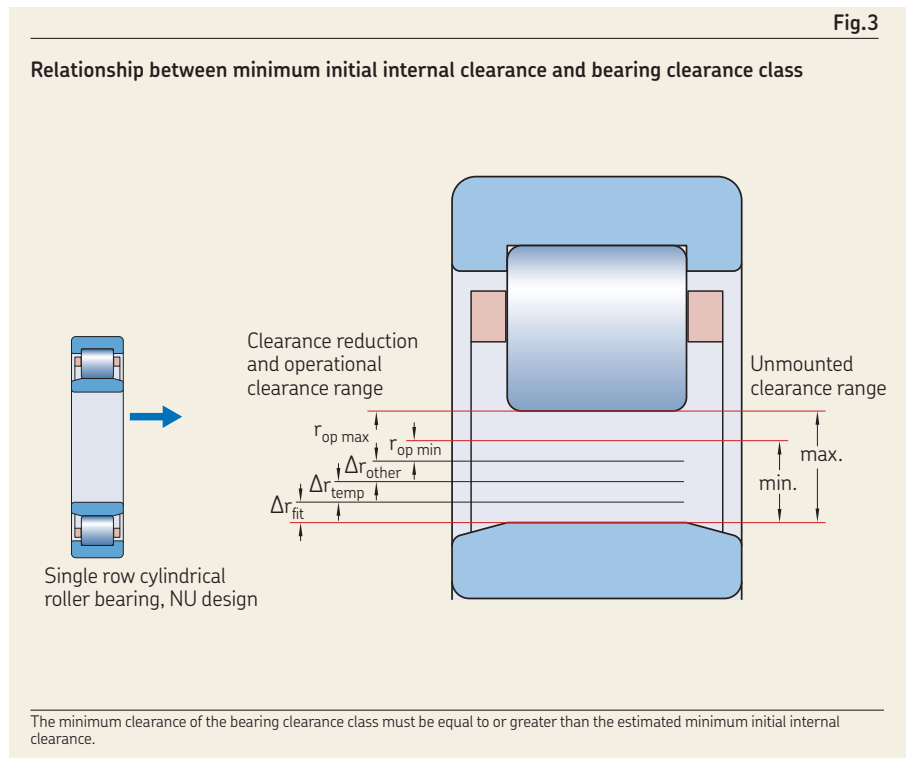 Fig.3
Relationship between minimum initial internal clearance and bearing clearance class
Clearance reduction
and operational
clearance range
Unmounted
clearance range
r op max
r op min
Δr other
Δr temp
Δr fit
max.
min.
Single row cylindrical
roller bearing, NU design
The minimum clearance of the bearing clearance class must be equal to or greater than the estimated minimum initial internal
clearance.